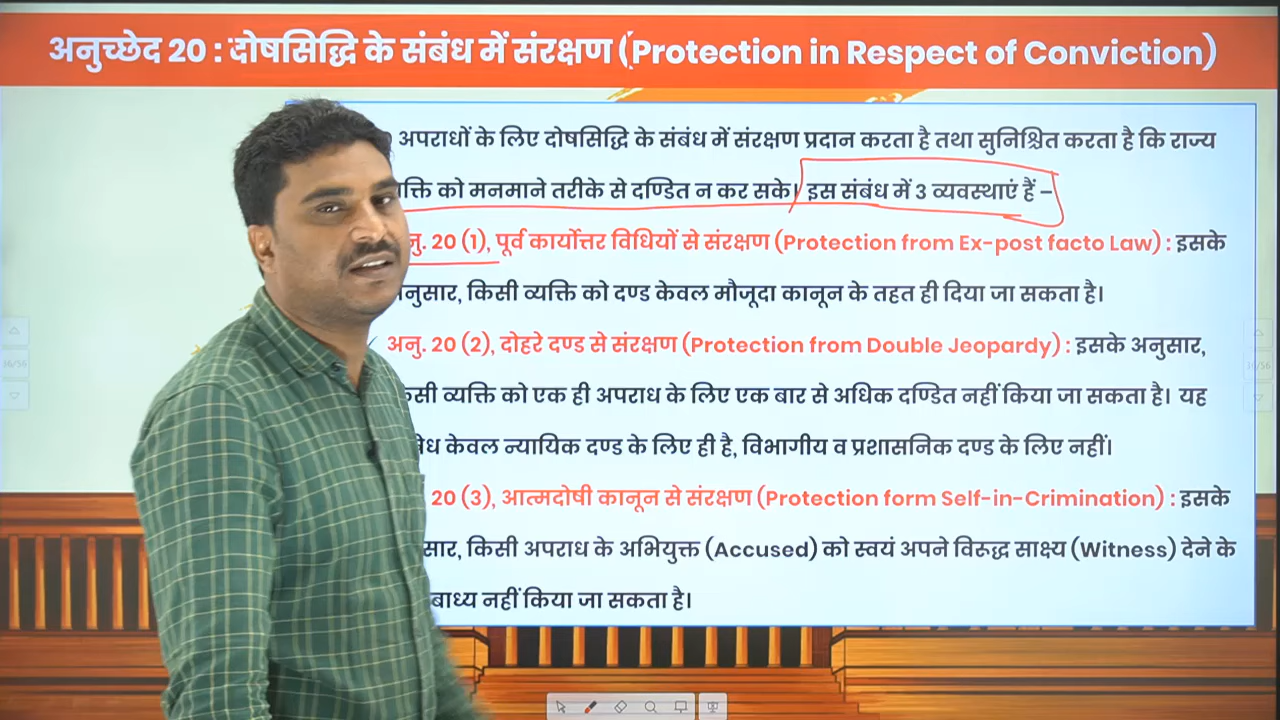 अनुच्छेद 20 : दोषसिद्धि के संबंध में संरक्षण (Protection in Respect of Conviction)
अपराधों के लिए दोषसिद्धि के संबंध में संरक्षण प्रदान करता है तथा सुनिश्चित करता है कि राज्य
को मनमाने तरीके से दण्डित न कर सके। इस संबंध में 3 व्यवस्थाएं हैं –
20 (1), पूर्व कार्योत्तर विधियों से संरक्षण (Protection from Ex-post facto Law) : इसके
किसी व्यक्ति को दण्ड केवल मौजूदा कानून के तहत ही दिया जा सकता है।
अनु. 20 (2), दोहरे दण्ड से संरक्षण (Protection from Double Jeopardy) : इसके अनुसार,
व्यक्ति को एक ही अपराध के लिए एक बार से अधिक दण्डित नहीं किया जा सकता है। यह
केवल न्यायिक दण्ड के लिए ही है, विभागीय व प्रशासनिक दण्ड के लिए नहीं।
20 (3), आत्मदोषी कानून से संरक्षण (Protection form Self-in-Crimination) : इसके
किसी अपराध के अभियुक्त (Accused) को स्वयं अपने विरूद्ध साक्ष्य (Witness) देने के
बाध्य नहीं किया जा सकता है।
36/56
36/56